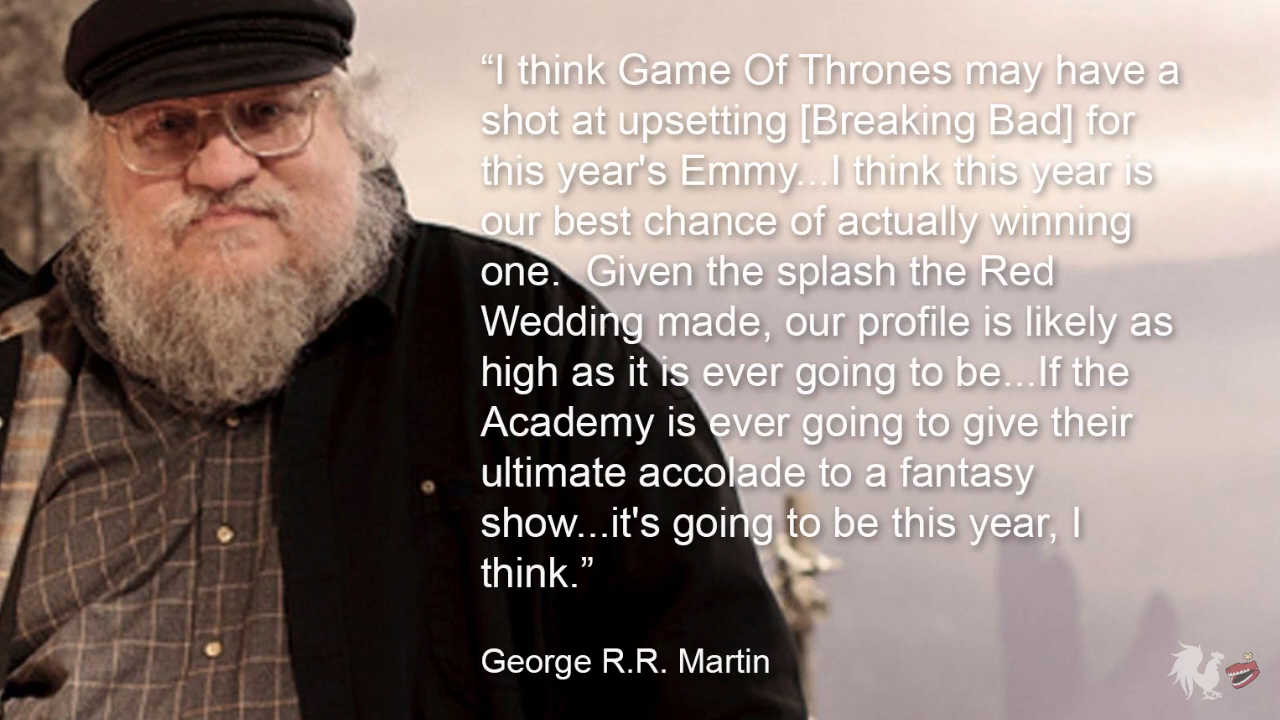 “I think Game Of Thrones may have a
shot at upsetting [Breaking Bad] for
this year's Emmy...I think this year is
our best chance of actually winning
one.  Given the splash the Red
Wedding made, our profile is likely as
high as it is ever going to be...If the
Academy is ever going to give their
ultimate accolade to a fantasy
show...it's going to be this year, I
think.”
George R.R. Martin